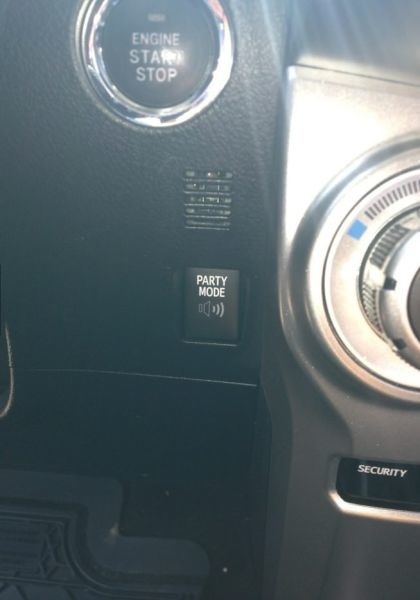 ENGINE
START
STOP
PARTY
MODE
SECURITY